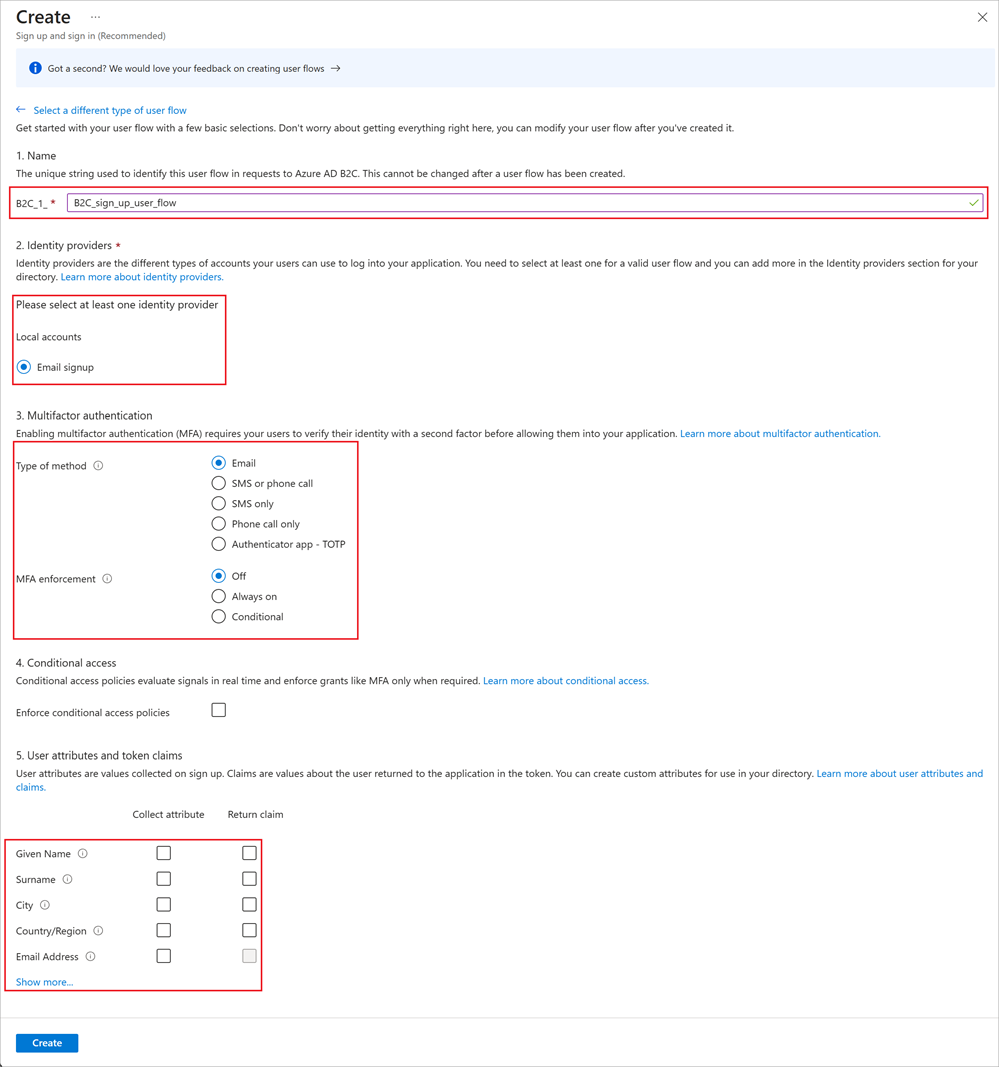 Create ...
Sign up and sign in (Recommended)
Got a second? We would love your feedback on creating user flows →
← Select a different type of user flow
Get started with your user flow with a few basic selections. Don't worry about getting everything right here, you can modify your user flow after you've created it.
1. Name
The unique string used to identify this user flow in requests to Azure AD B2C. This cannot be changed after a user flow has been created.
B2C_1_ * B2C_sign_up_user_flow
2. Identity providers *
Identity providers are the different types of accounts your users can use to log into your application. You need to select at least one for a valid user flow and you can add more in the Identity providers section for your
directory. Learn more about identity providers.
Please select at least one identity provider
Local accounts
Email signup
3. Multifactor authentication
Enabling multifactor authentication (MFA) requires your users to verify their identity with a second factor before allowing them into your application. Learn more about multifactor authentication.
Type of method Email
SMS or phone call
SMS only
Phone call only
Authenticator app - TOTP
MFA enforcement Off
Always on
Conditional
4. Conditional access
Conditional access policies evaluate signals in real time and enforce grants like MFA only when required. Learn more about conditional access.
Enforce conditional access policies
5. User attributes and token claims
User attributes are values collected on sign up. Claims are values about the user returned to the application in the token. You can create custom attributes for use in your directory. Learn more about user attributes and
claims.
Collect attribute Return claim
Given Name
Surname
City
Country/Region
Email Address
Show more...
Create